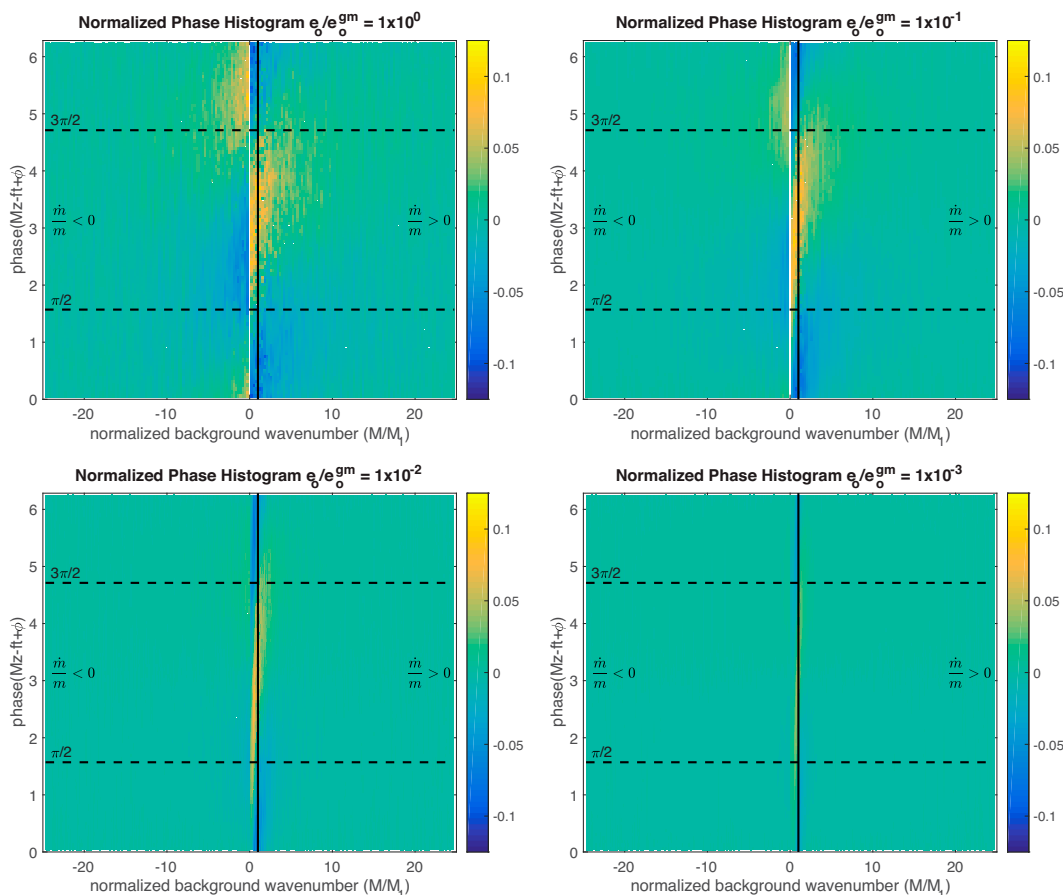 Normalized Phase Histogram e_o/e_o^gm = 1x10^0
6
5
4
3
2
1
0
3π/2
π/2
ṁ/m < 0
ṁ/m > 0
phase(Mz-ft+ϕ)
-20 -10 0 10 20
normalized background wavenumber (M/M_1)
0.1
0.05
0
-0.05
-0.1
Normalized Phase Histogram e_o/e_o^gm = 1x10^-1
6
5
4
3
2
1
0
3π/2
π/2
ṁ/m < 0
ṁ/m > 0
phase(Mz-ft+ϕ)
-20 -10 0 10 20
normalized background wavenumber (M/M_1)
0.1
0.05
0
-0.05
-0.1
Normalized Phase Histogram e_o/e_o^gm = 1x10^-2
6
5
4
3
2
1
0
3π/2
π/2
ṁ/m < 0
ṁ/m > 0
phase(Mz-ft+ϕ)
-20 -10 0 10 20
normalized background wavenumber (M/M_1)
0.1
0.05
0
-0.05
-0.1
Normalized Phase Histogram e_o/e_o^gm = 1x10^-3
6
5
4
3
2
1
0
3π/2
π/2
ṁ/m < 0
ṁ/m > 0
phase(Mz-ft+ϕ)
-20 -10 0 10 20
normalized background wavenumber (M/M_1)
0.1
0.05
0
-0.05
-0.1